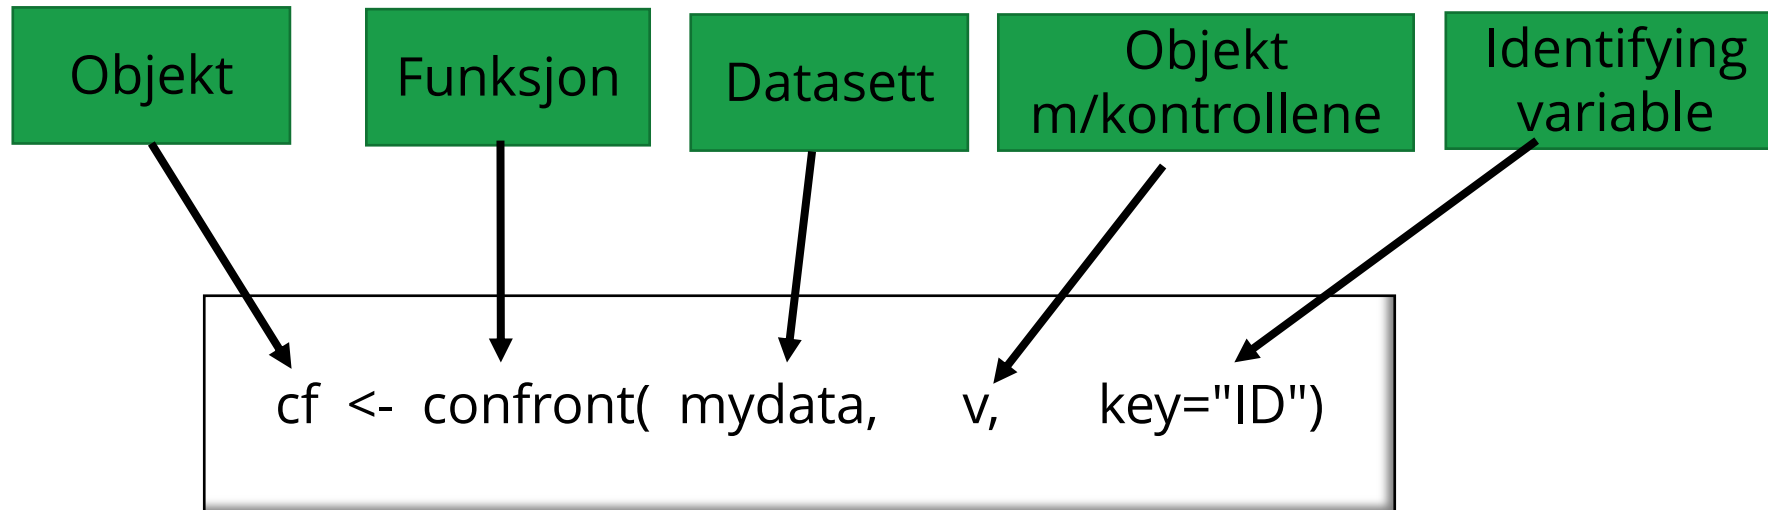 Objekt
Funksjon
Datasett
Objekt
m/kontrollene
Identifying
variable
cf <- confront( mydata, v, key="ID")